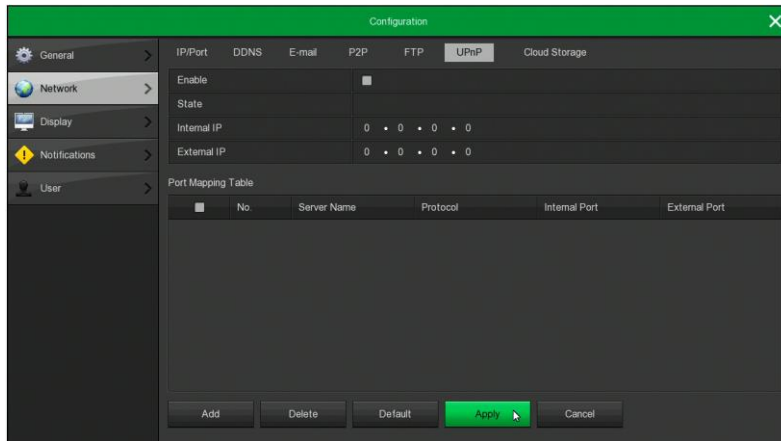 Configuration
General
Network
Display
Notifications
User
IP/Port DDNS E-mail P2P FTP UPnP Cloud Storage
Enable
State
Internal IP 0 • 0 • 0 • 0
External IP 0 • 0 • 0 • 0
Port Mapping Table
No. Server Name Protocol Internal Port External Port
Add Delete Default Apply Cancel